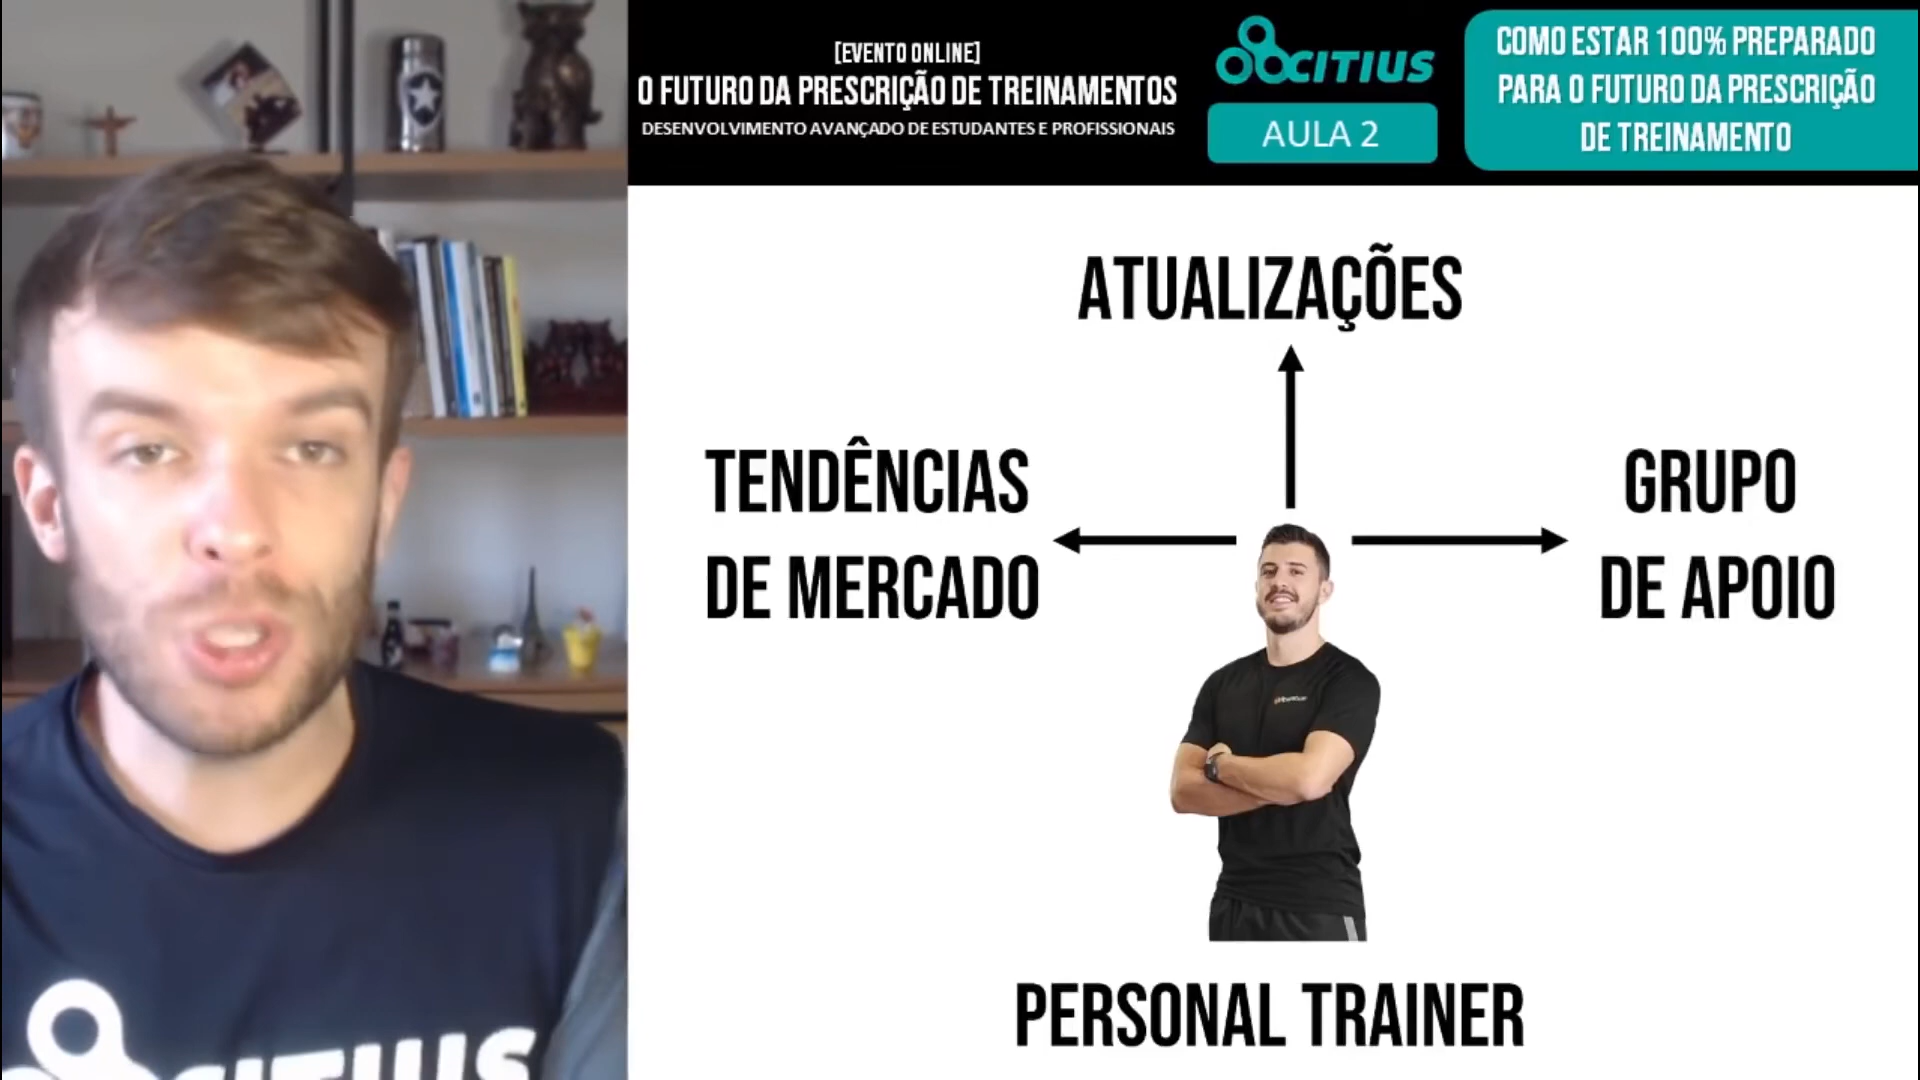 [EVENTO ONLINE]
O FUTURO DA PRESCRIÇÃO DE TREINAMENTOS
DESENVOLVIMENTO AVANÇADO DE ESTUDANTES E PROFISSIONAIS
CITIUS
AULA 2
COMO ESTAR 100% PREPARADO
PARA O FUTURO DA PRESCRIÇÃO
DE TREINAMENTO
ATUALIZAÇÕES
TENDÊNCIAS
DE MERCADO
GRUPO
DE APOIO
PERSONAL TRAINER
CITIUS